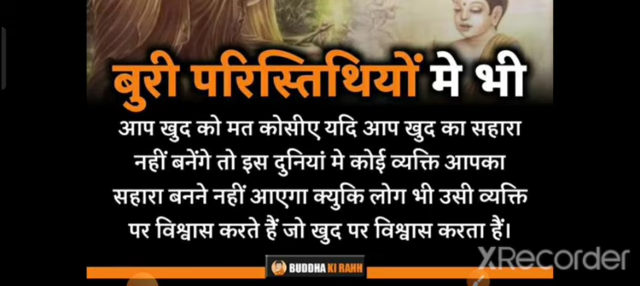 बुरी परिस्तिथियों मे भी
आप खुद को मत कोसीए यदि आप खुद का सहारा
नहीं बनेंगे तो इस दुनियां मे कोई व्यक्ति आपका
सहारा बनने नहीं आएगा क्युकि लोग भी उसी व्यक्ति
पर विश्वास करते हैं जो खुद पर विश्वास करता हैं।
BUDDHA KI RAHH
XRecorder